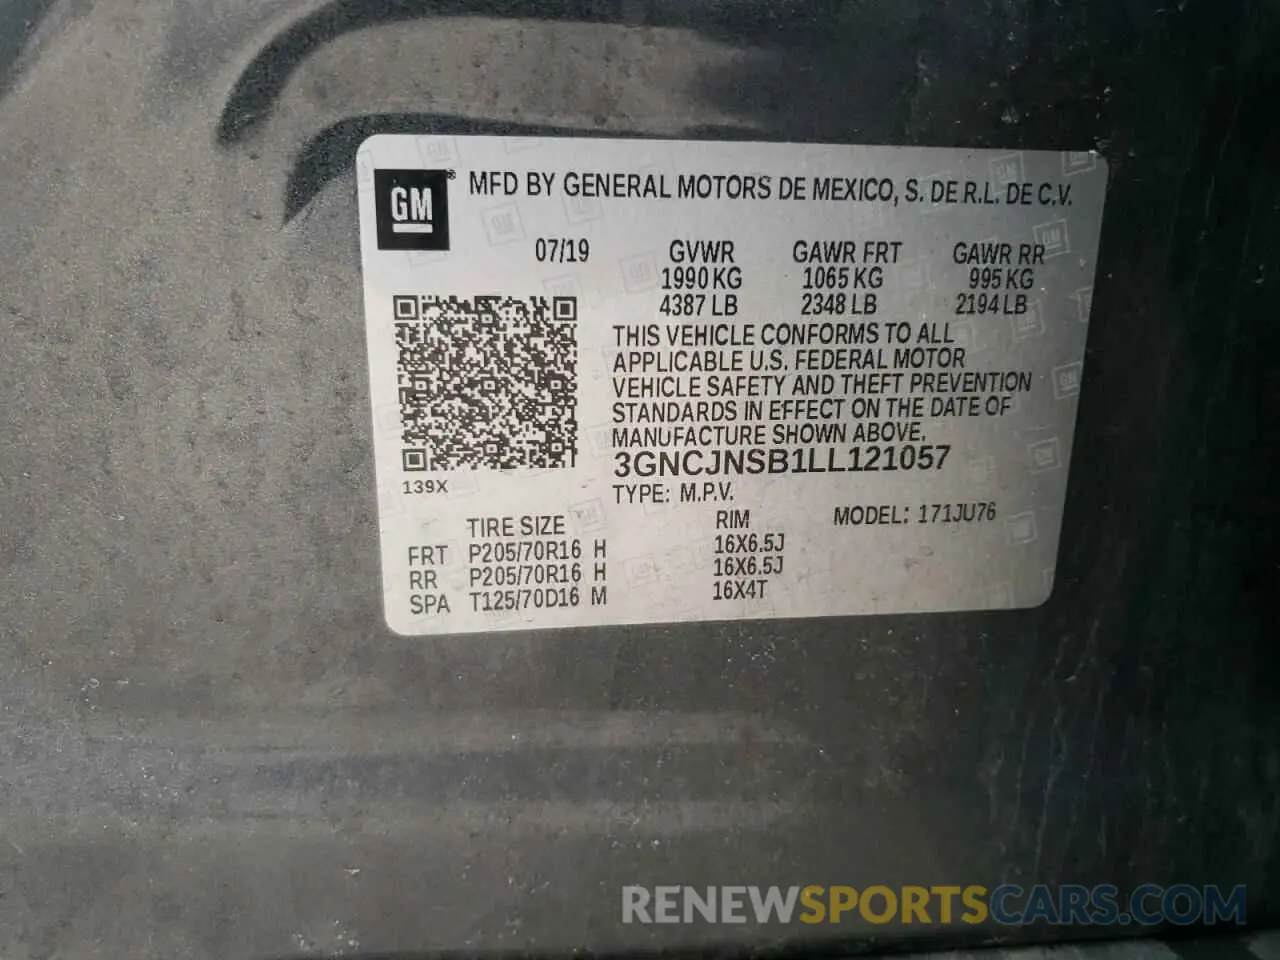 GM ® MFD BY GENERAL MOTORS DE MEXICO, S. DE R.L. DE C.V.
07/19 GVWR GAWR FRT GAWR RR
1990 KG 1065 KG 995 KG
4387 LB 2348 LB 2194 LB
THIS VEHICLE CONFORMS TO ALL
APPLICABLE U.S. FEDERAL MOTOR
VEHICLE SAFETY AND THEFT PREVENTION
STANDARDS IN EFFECT ON THE DATE OF
MANUFACTURE SHOWN ABOVE.
3GNCJNSB1LL121057
139X
TYPE: M.P.V.
TIRE SIZE RIM MODEL: 171JU76
FRT P205/70R16 H 16X6.5J
RR P205/70R16 H 16X6.5J
SPA T125/70D16 M 16X4T
RENEWSPORTSCARS.COM